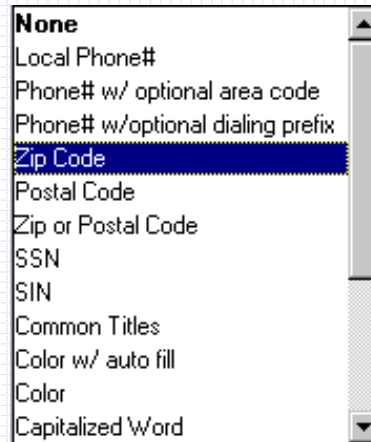 None
Local Phone#
Phone# w/ optional area code
Phone# w/optional dialing prefix
Zip Code
Postal Code
Zip or Postal Code
SSN
SIN
Common Titles
Color w/ auto fill
Color
Capitalized Word